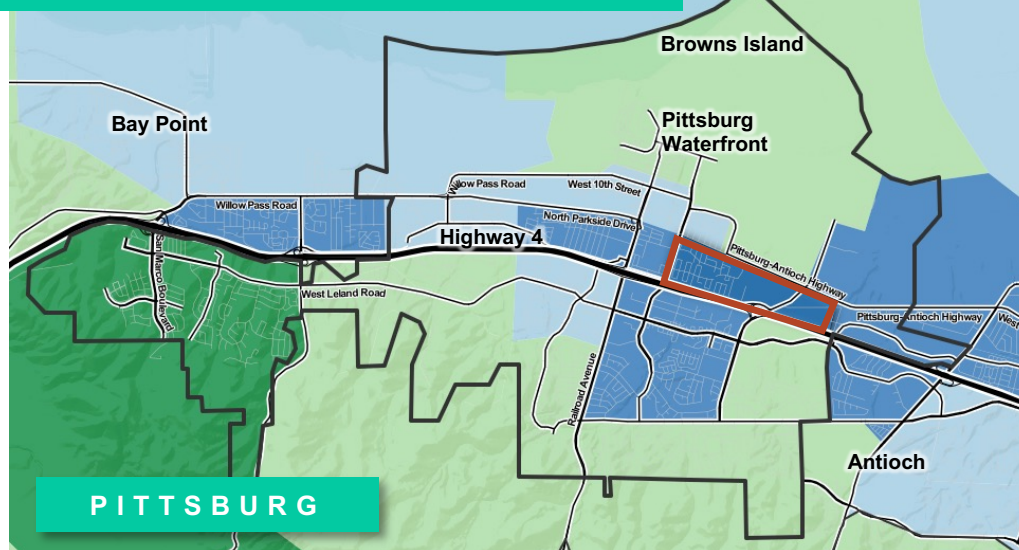 Browns Island
Bay Point
Pittsburg
Waterfront
Willow Pass Road
West 10th Street
Willow Pass Road
North Parkside Drive
Highway 4
San Marco Boulevard
Pittsburg-Antioch Highway
West Leland Road
Pittsburg-Antioch Highway
West
Railroad Avenue
Antioch
PITTSBURG